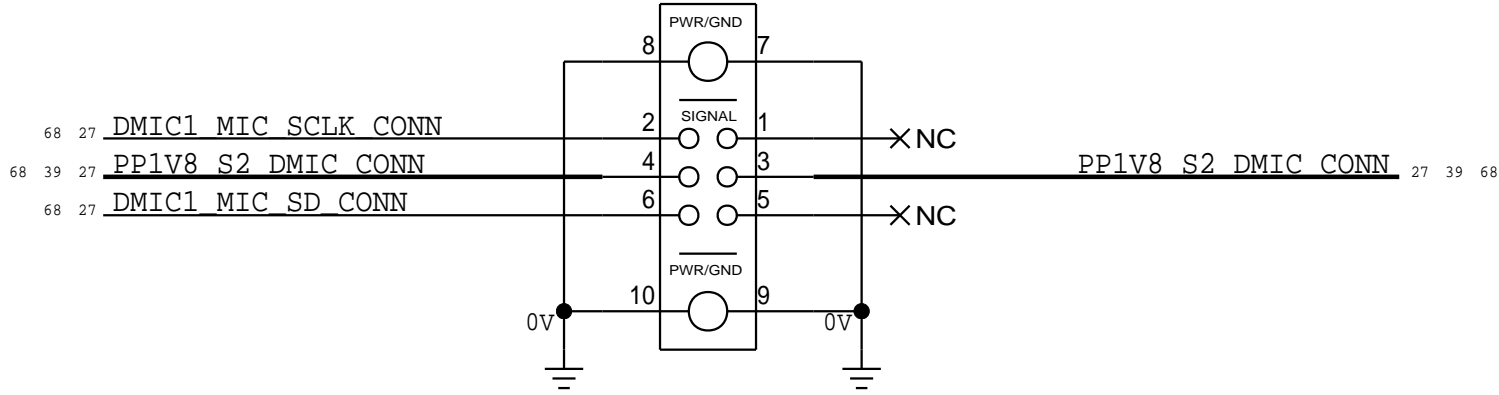 PWR/GND
8 7
SIGNAL
68 27 DMIC1_MIC_SCLK_CONN 2 1 NC
68 39 27 PP1V8_S2_DMIC_CONN 4 3 PP1V8_S2_DMIC_CONN 27 39 68
68 27 DMIC1_MIC_SD_CONN 6 5 NC
PWR/GND
10 9
0V 0V